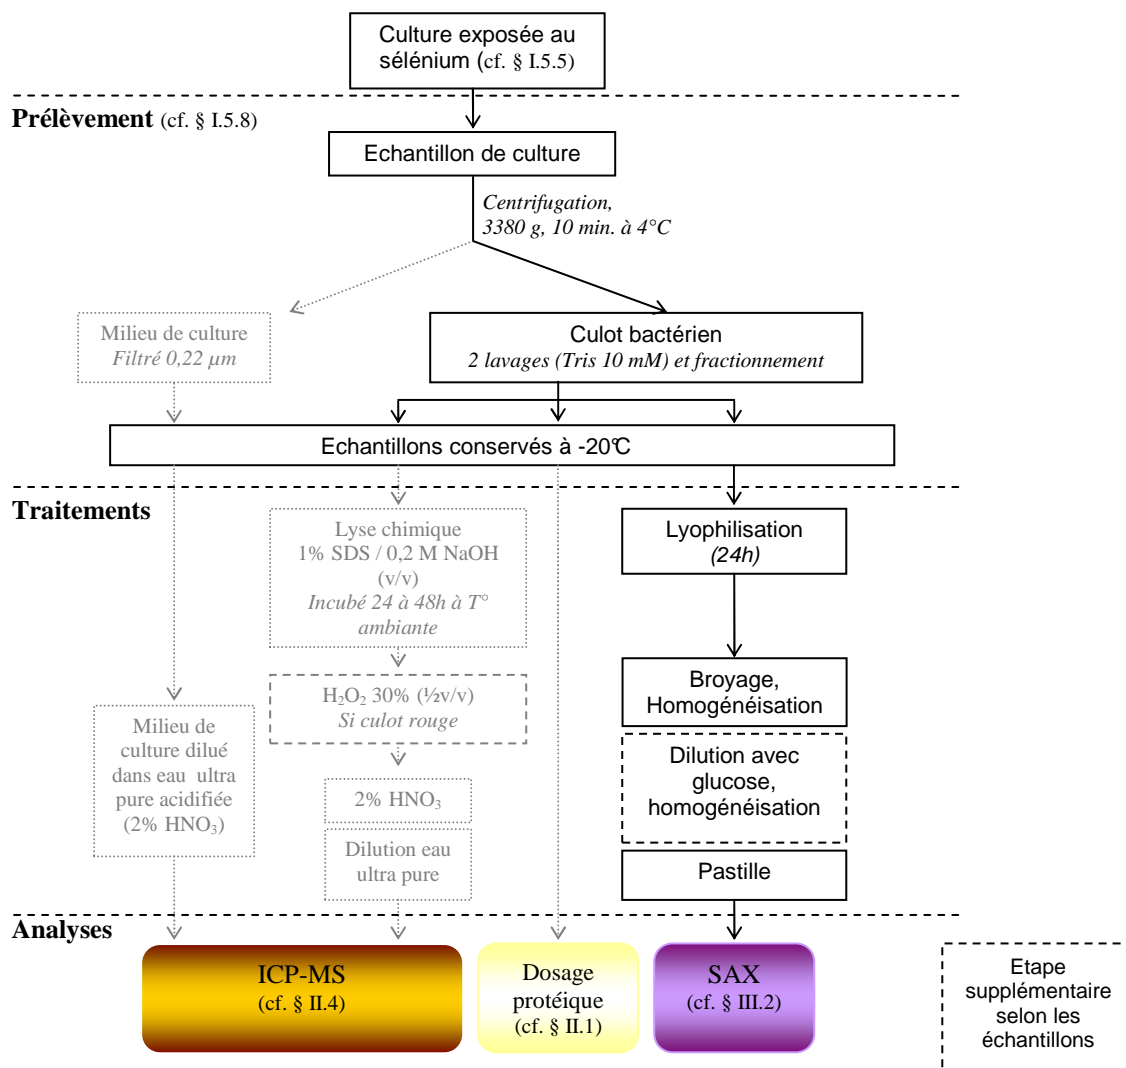 Culture exposée au
sélénium (cf. § I.5.5)
Prélèvement (cf. § I.5.8)
Echantillon de culture
Centrifugation,
3380 g, 10 min. à 4°C
Milieu de culture
Filtré 0,22 µm
Culot bactérien
2 lavages (Tris 10 mM) et fractionnement
Echantillons conservés à -20°C
Traitements
Lyse chimique
1% SDS / 0,2 M NaOH
(v/v)
Incubé 24 à 48h à T°
ambiante
Lyophilisation
(24h)
H₂O₂ 30% (½v/v)
Si culot rouge
Broyage,
Homogénéisation
Milieu de
culture dilué
dans eau ultra
pure acidifiée
(2% HNO₃)
2% HNO₃
Dilution eau
ultra pure
Dilution avec
glucose,
homogénéisation
Pastille
Analyses
ICP-MS
(cf. § II.4)
Dosage
protéique
(cf. § II.1)
SAX
(cf. § III.2)
Etape
supplémentaire
selon les
échantillons